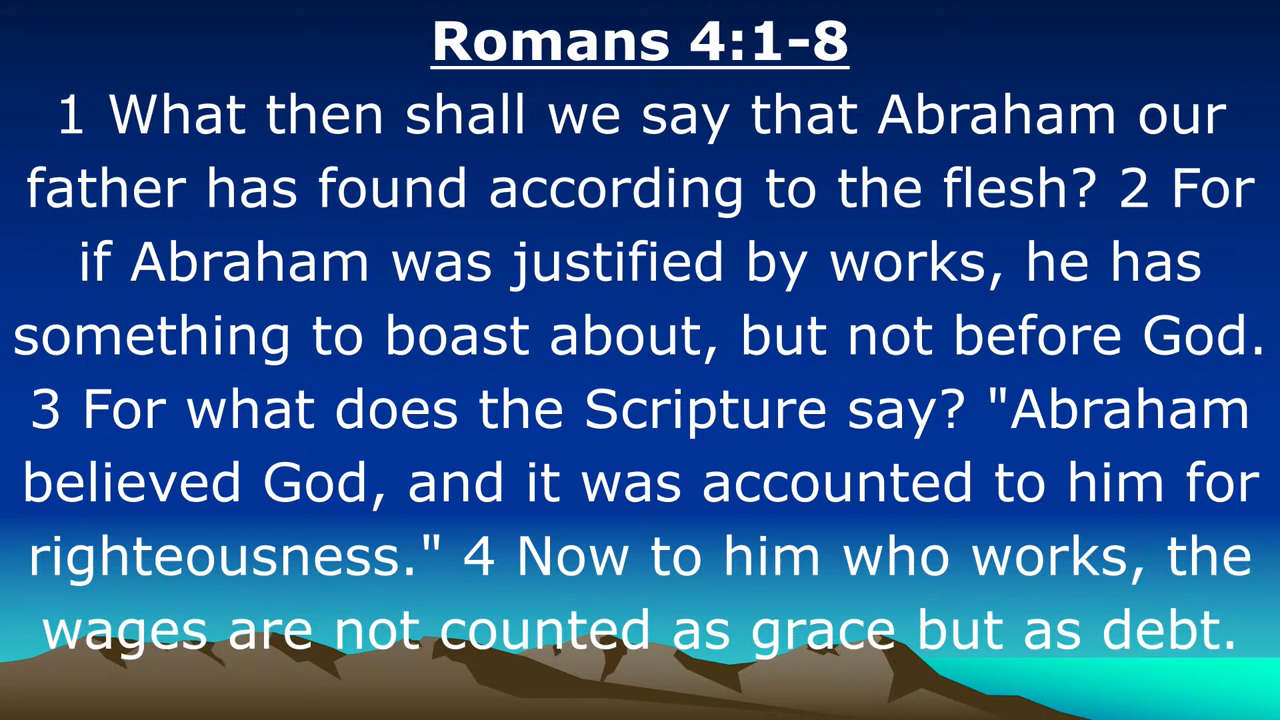 Romans 4:1-8
1 What then shall we say that Abraham our
father has found according to the flesh? 2 For
if Abraham was justified by works, he has
something to boast about, but not before God.
3 For what does the Scripture say? "Abraham
believed God, and it was accounted to him for
righteousness." 4 Now to him who works, the
wages are not counted as grace but as debt.